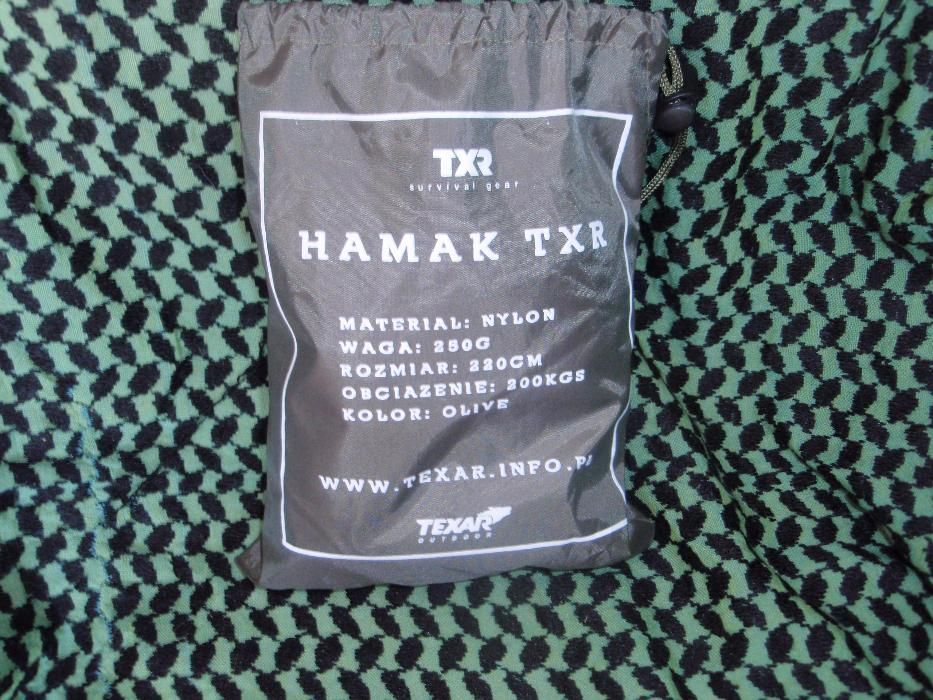 TXR
survival gear
HAMAK TXR
MATERIAL: NYLON
WAGA: 250G
ROZMIAR: 220CM
OBCIAZENIE: 200KGS
KOLOR: OLIVE
WWW.TEXAR.INFO.P
TEXAR
OUTDOOR